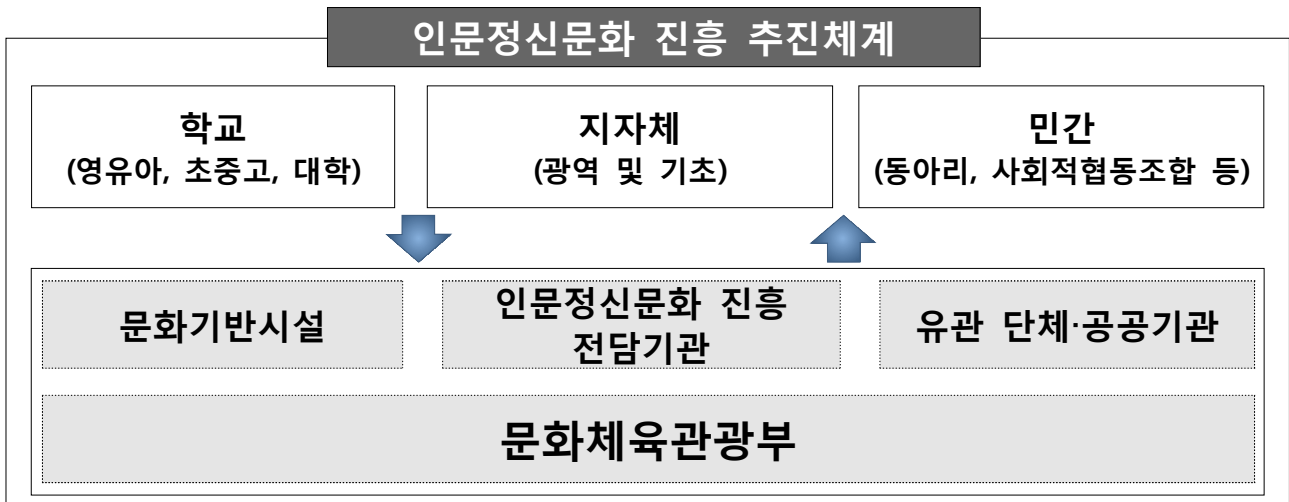 인문정신문화 진흥 추진체계
학교
(영유아, 초중고, 대학)
지자체
(광역 및 기초)
민간
(동아리, 사회적협동조합 등)
문화기반시설
인문정신문화 진흥
전담기관
유관 단체·공공기관
문화체육관광부